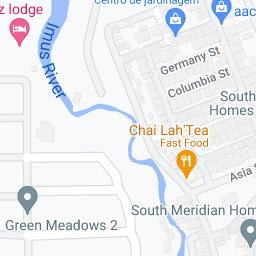 Centro de jardinagem
z lodge
aac
Imus River
Germany St
Columbia St
South
Homes
Chai Lah'Tea
Fast Food
Asia S
Green Meadows 2
South Meridian Hom